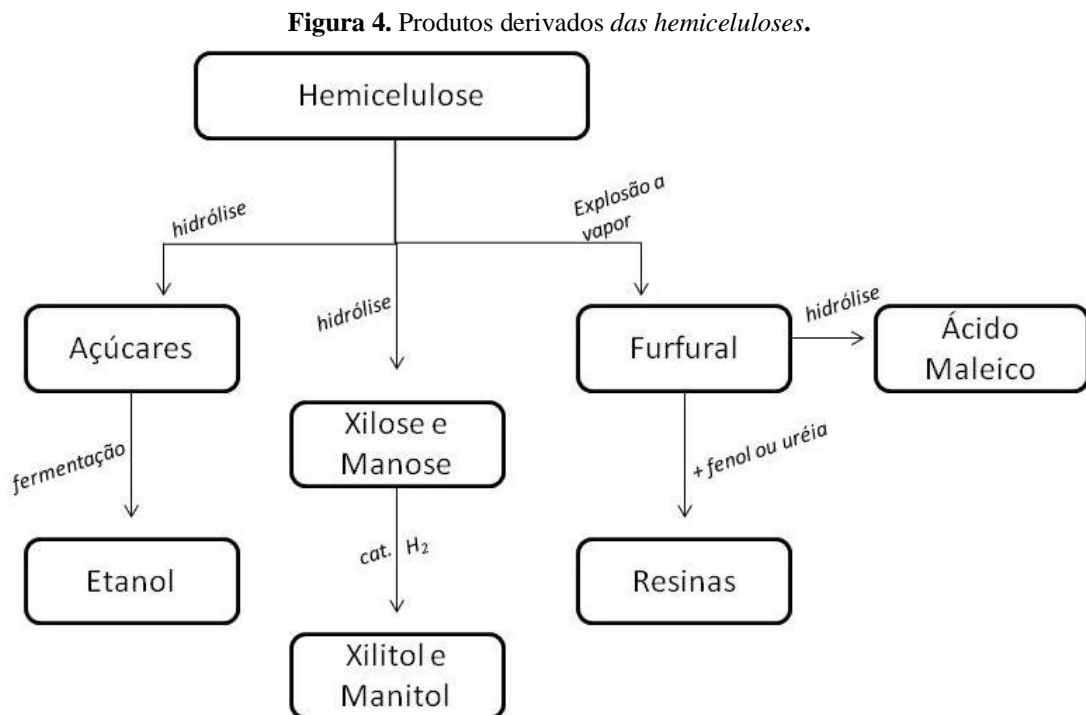 Figura 4. Produtos derivados das hemiceluloses.
Hemicelulose
hidrólise
Explosão a
vapor
hidrólise
hidrólise
Açúcares
Furfural
Ácido
Maleico
Xilose e
Manose
fermentação
+ fenol ou uréia
cat. H₂
Etanol
Resinas
Xilitol e
Manitol